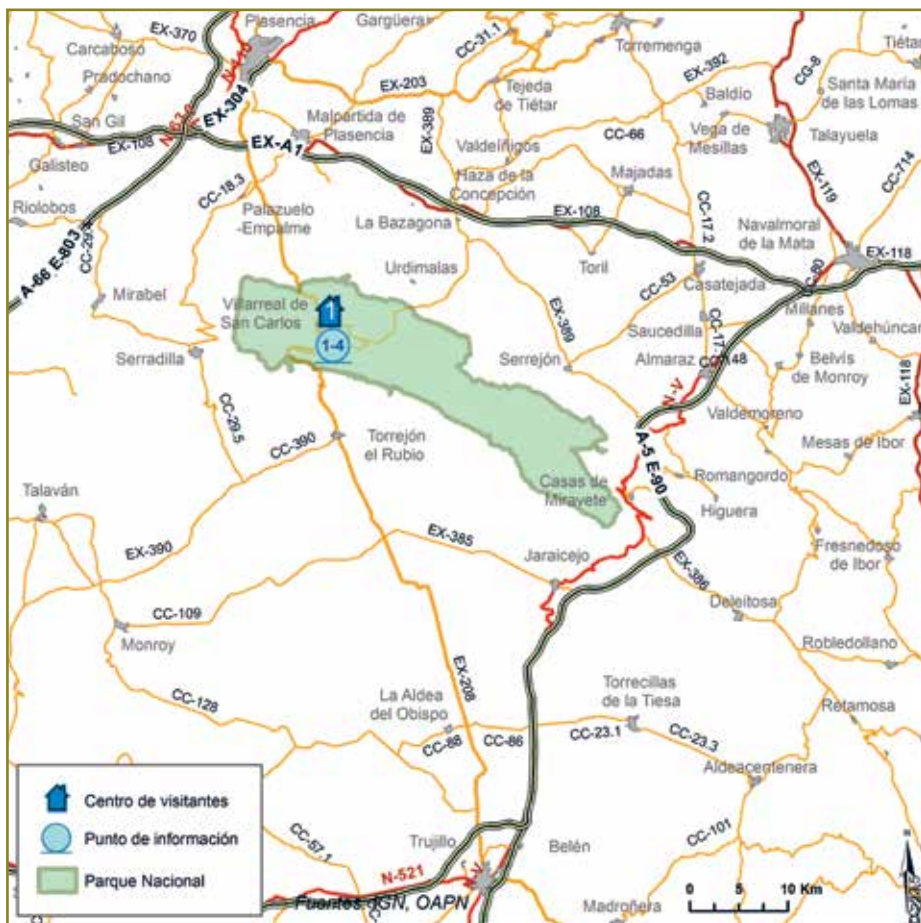 Plasencia
Gargüera
Carcaboso
EX-370
CC-31.1
Torremenga
Tiétar
Pradochano
EX-203
Tejeda
de Tiétar
EX-392
CG-8
Santa María
de las Lomas
San Gil
EX-304
Malpartida de
Plasencia
EX-389
Baldío
Vega de
Mesillas
Talayuela
EX-108
Galisteo
EX-A1
Valdeíñigos
CC-66
CC-714
Haza de la
Concepción
Majadas
EX-119
CC-18.3
Riolobos
Palazuelo
-Empalme
La Bazagona
EX-108
CC-17.2
Navalmoral
de la Mata
EX-118
A-66 E-803
Urdimalas
Toril
CC-53
Casatejada
Mirabel
Villarreal de
San Carlos
1
1-4
EX-389
Saucedilla
Millanes
Valdehúncar
Serradilla
Serrejón
Almaraz
Belvís
de Monroy
EX-118
CC-29.5
N-V
Valdemoreno
CC-390
Torrejón
el Rubio
A-5 E-90
Mesas de Ibor
Talaván
Casas de
Miravete
Romangordo
Higuera
EX-390
EX-385
Jaraicejo
EX-386
Fresnedoso
de Ibor
CC-109
Deleitosa
Monroy
Robledollano
CC-128
EX-208
La Aldea
del Obispo
Torrecillas
de la Tiesa
Retamosa
CC-88
CC-86
CC-23.1
CC-23.3
Aldeacentenera
Centro de visitantes
Punto de información
Parque Nacional
CC-57.1
Trujillo
Belén
CC-101
N-521
Fuentes: IGN, OAPN
Madroñera
0 5 10 Km